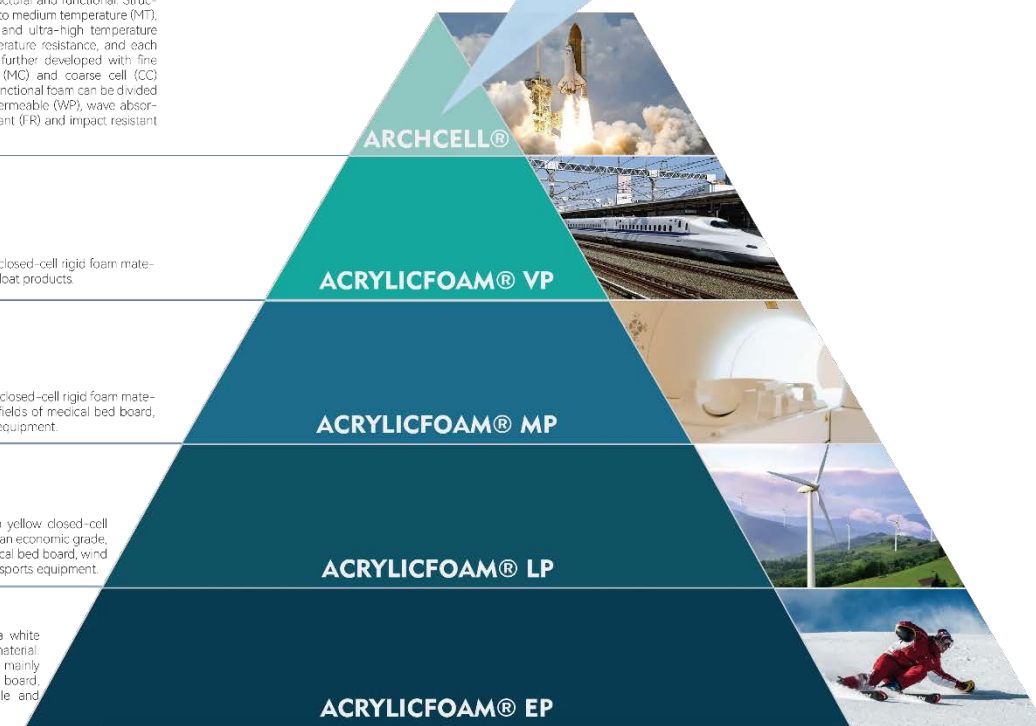 to medium temperature (MT),
and ultra-high temperature
erature resistance, and each
further developed with fine
(MC) and coarse cell (CC)
nctional foam can be divided
ermeable (WP), wave absor-
ant (FR) and impact resistant
ARCHCELL®
closed-cell rigid foam mate-
loat products.
ACRYLICFOAM® VP
closed-cell rigid foam mate-
fields of medical bed board,
equipment.
ACRYLICFOAM® MP
yellow closed-cell
an economic grade,
cal bed board, wind
sports equipment.
ACRYLICFOAM® LP
a white
material.
mainly
board,
le and
ACRYLICFOAM® EP